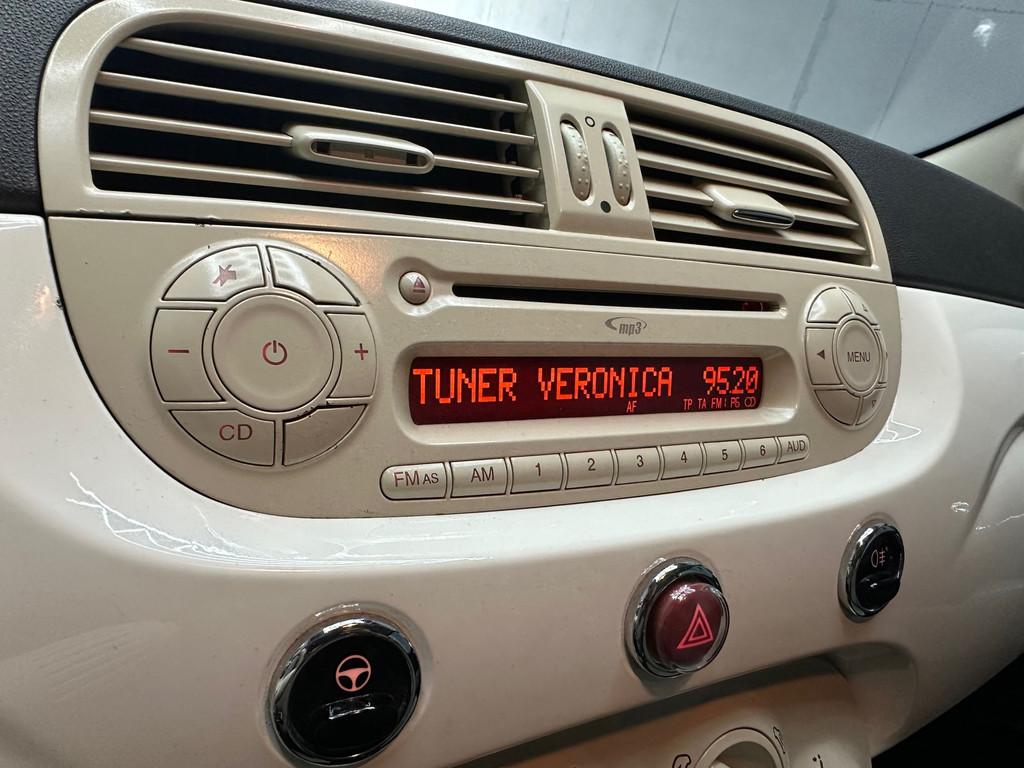 mp3
TUNER VERONICA 95.20
AF TP TA FM1 PG CD
MENU
CD
FM AS AM 1 2 3 4 5 6 AUD